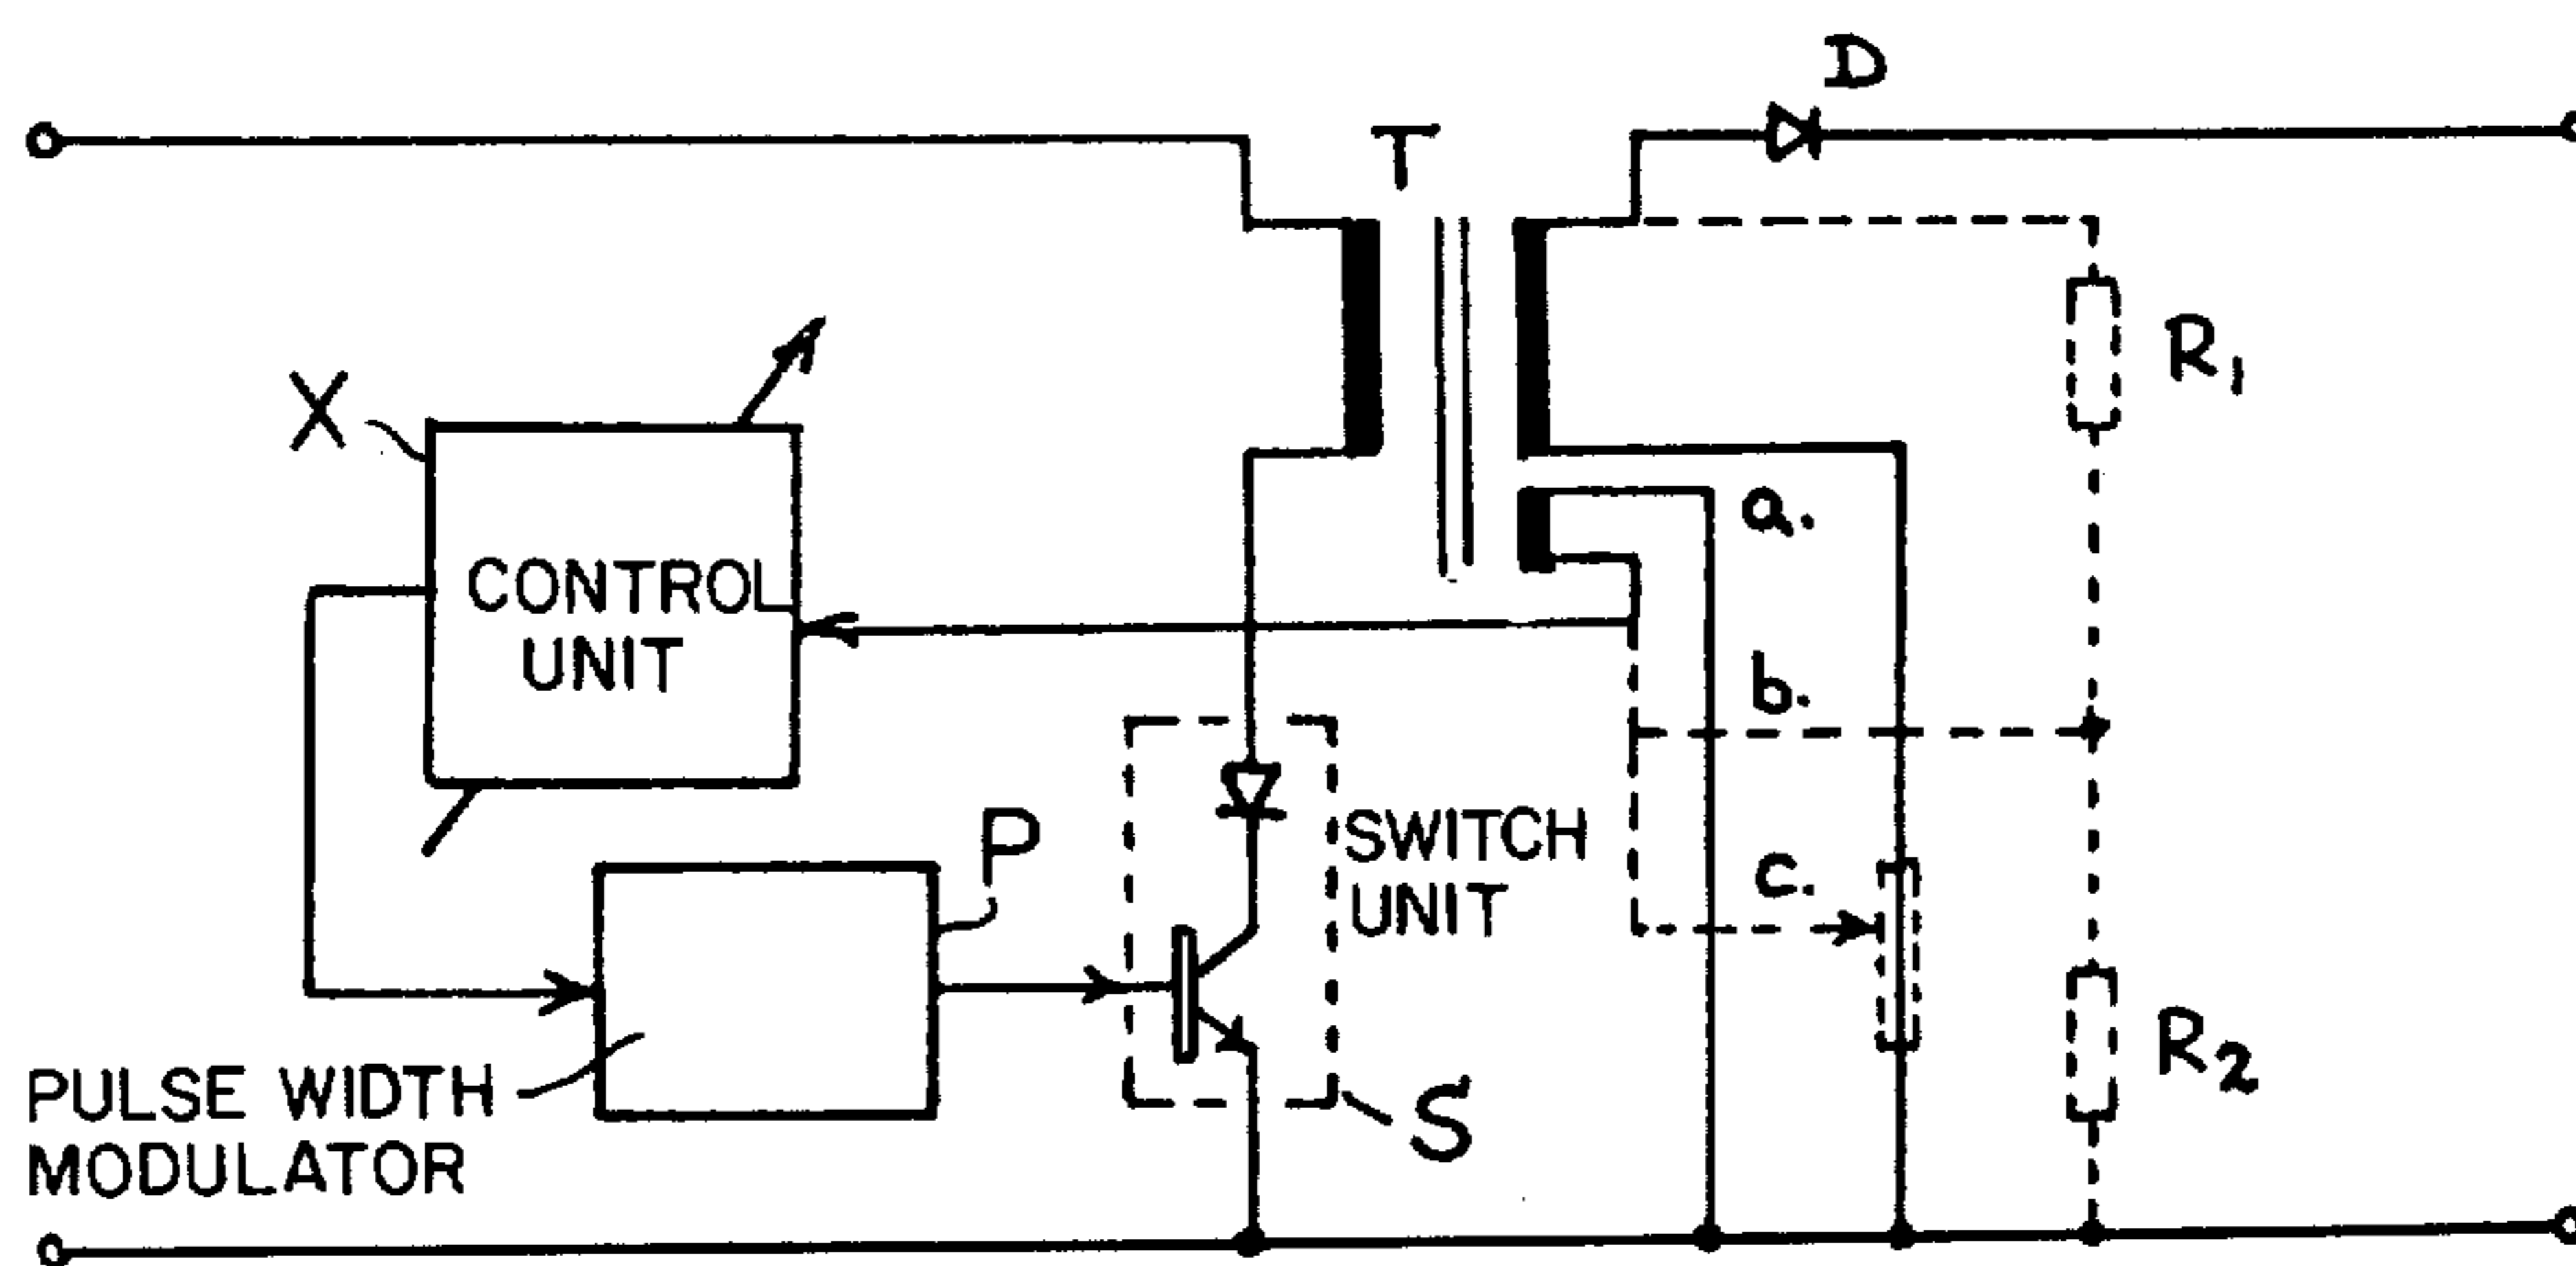 D
T
R₁
X
a.
CONTROL
UNIT
b.
P
SWITCH
UNIT
c.
R₂
PULSE WIDTH
MODULATOR
S